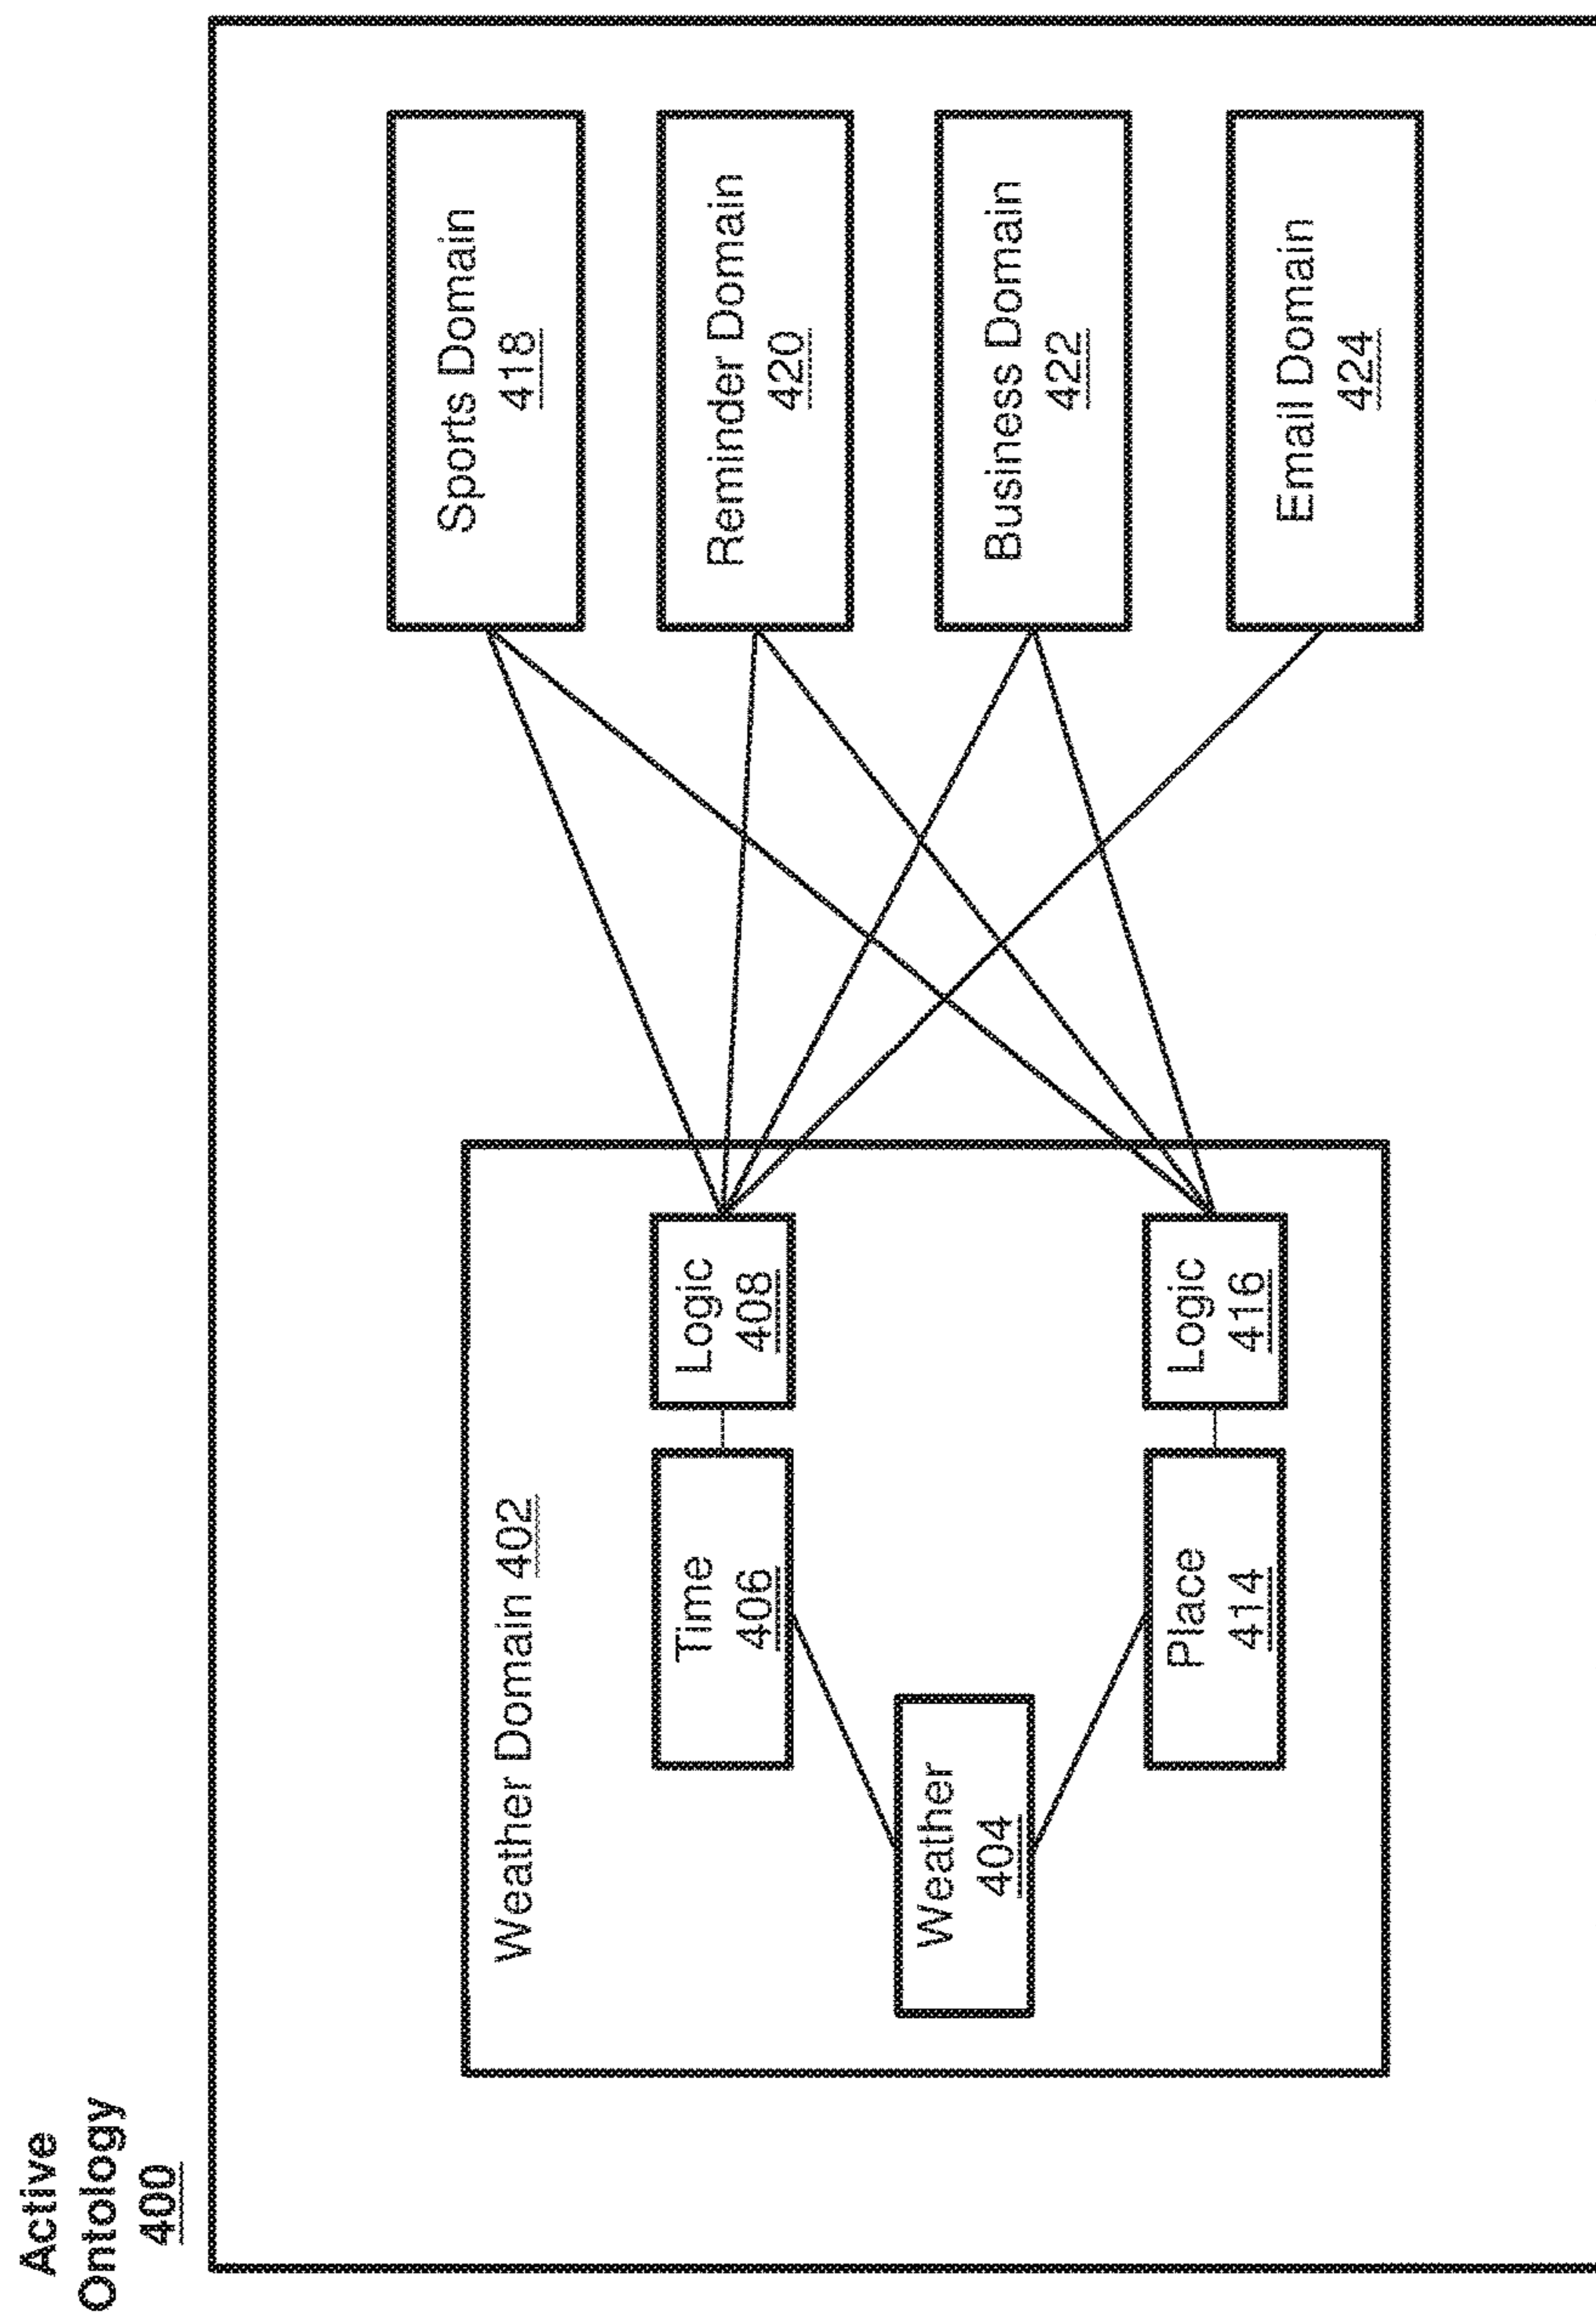 Active
Ontology
400
Weather Domain 402
Weather
404
Time
406
Logic
408
Place
414
Logic
416
Sports Domain
418
Reminder Domain
420
Business Domain
422
Email Domain
424